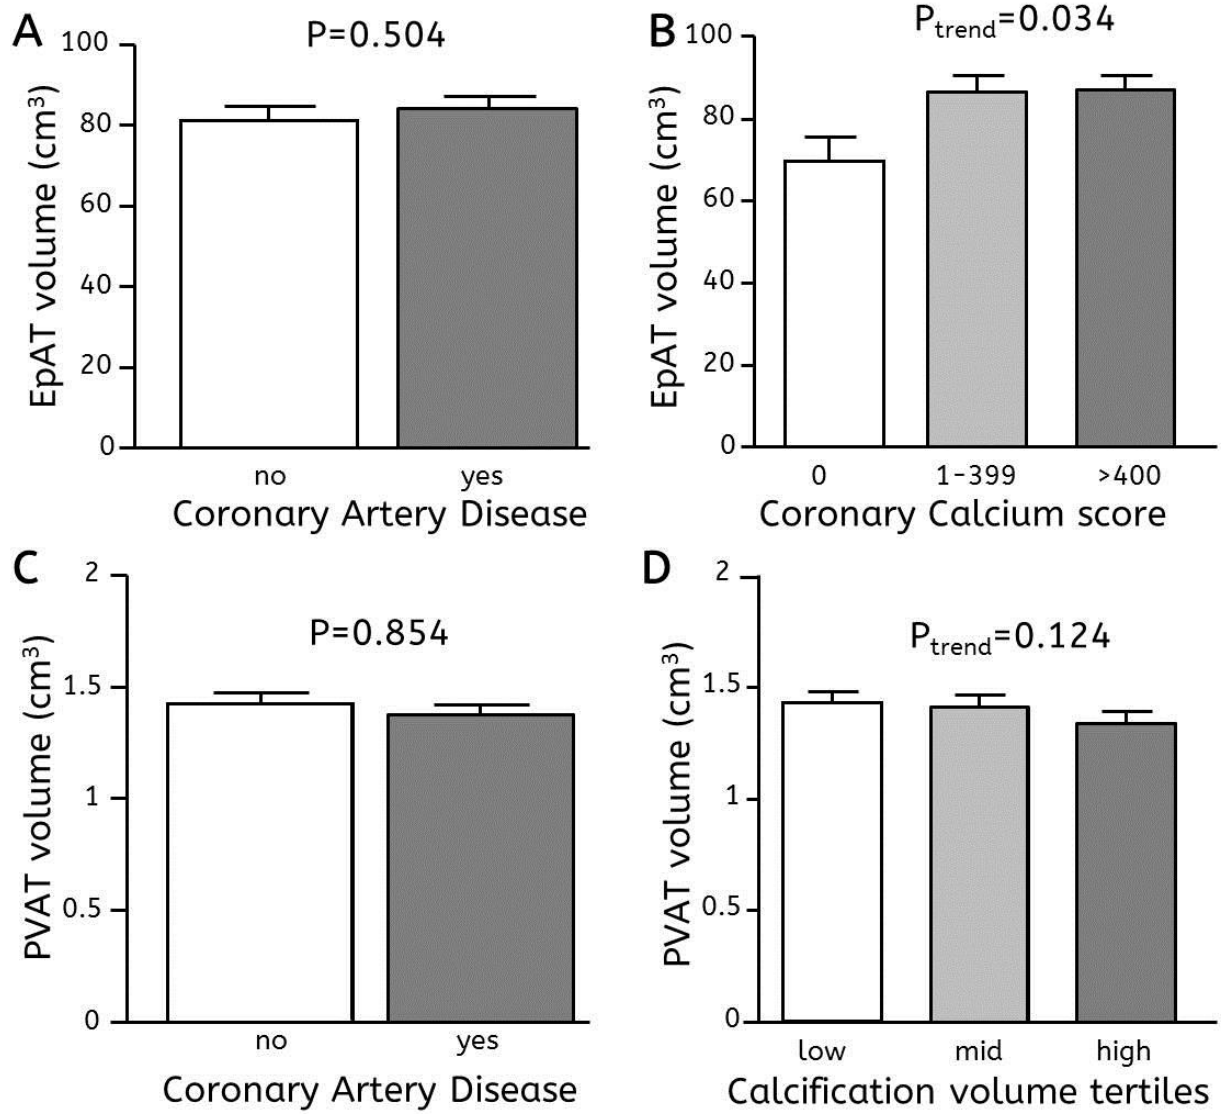 A
P=0.504
EpAT volume (cm³)
100
80
60
40
20
0
no yes
Coronary Artery Disease
B
Ptrend=0.034
EpAT volume (cm³)
100
80
60
40
20
0
0 1-399 >400
Coronary Calcium score
C
P=0.854
PVAT volume (cm³)
2
1.5
1
0.5
0
no yes
Coronary Artery Disease
D
Ptrend=0.124
PVAT volume (cm³)
2
1.5
1
0.5
0
low mid high
Calcification volume tertiles